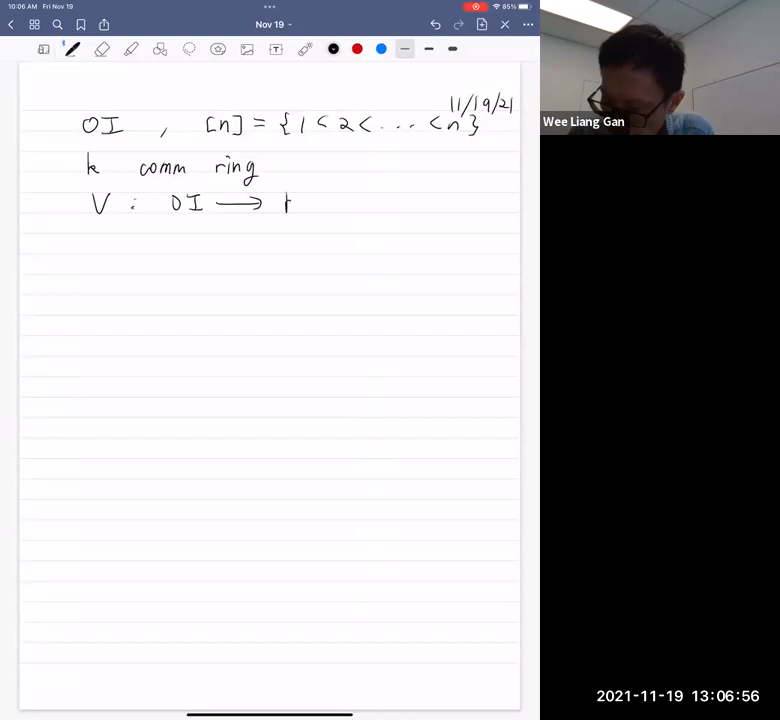 10:06 AM Fri Nov 19
85%
Nov 19
11/19/21
OI , [n] = {1 < 2 < ... < n}
k comm ring
V : OI ⟶
Wee Liang Gan
2021-11-19 13:06:56